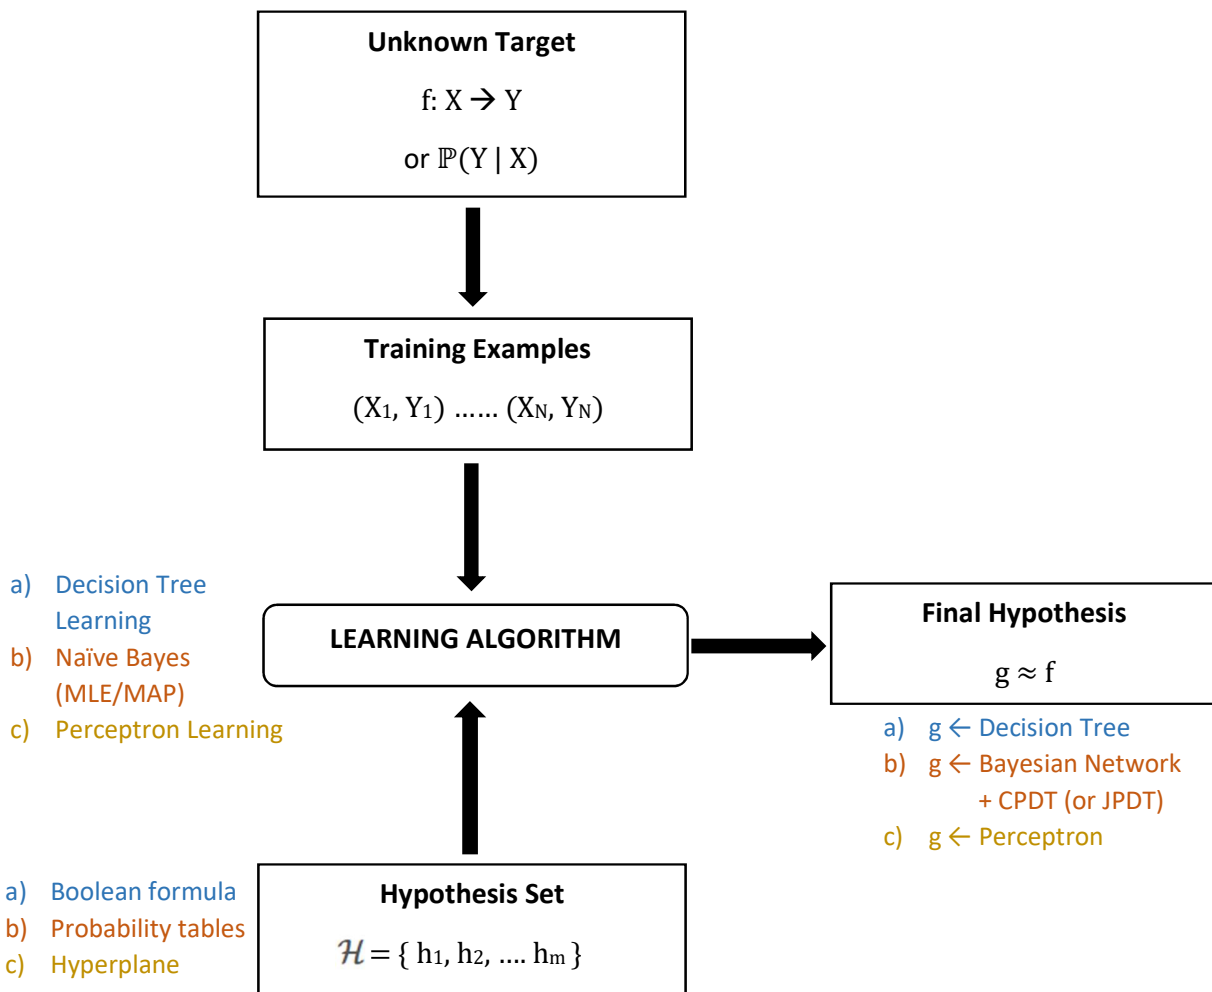 Unknown Target
f: X → Y
or ℙ(Y | X)
Training Examples
(X1, Y1) ...... (XN, YN)
a) Decision Tree
Learning
b) Naïve Bayes
(MLE/MAP)
c) Perceptron Learning
LEARNING ALGORITHM
Final Hypothesis
g ≈ f
a) g ← Decision Tree
b) g ← Bayesian Network
+ CPDT (or JPDT)
c) g ← Perceptron
a) Boolean formula
b) Probability tables
c) Hyperplane
Hypothesis Set
ℋ = { h1, h2, .... hm }